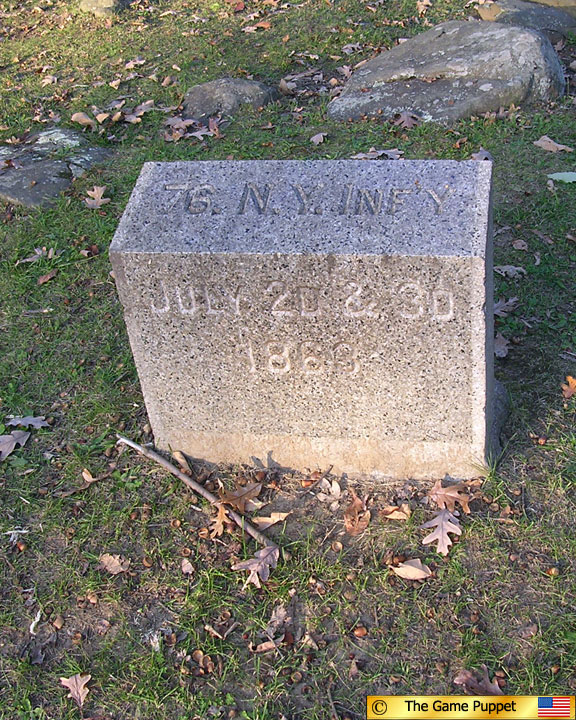 76. N.Y. INF'Y
JULY 2D & 3D
1863
© The Game Puppet